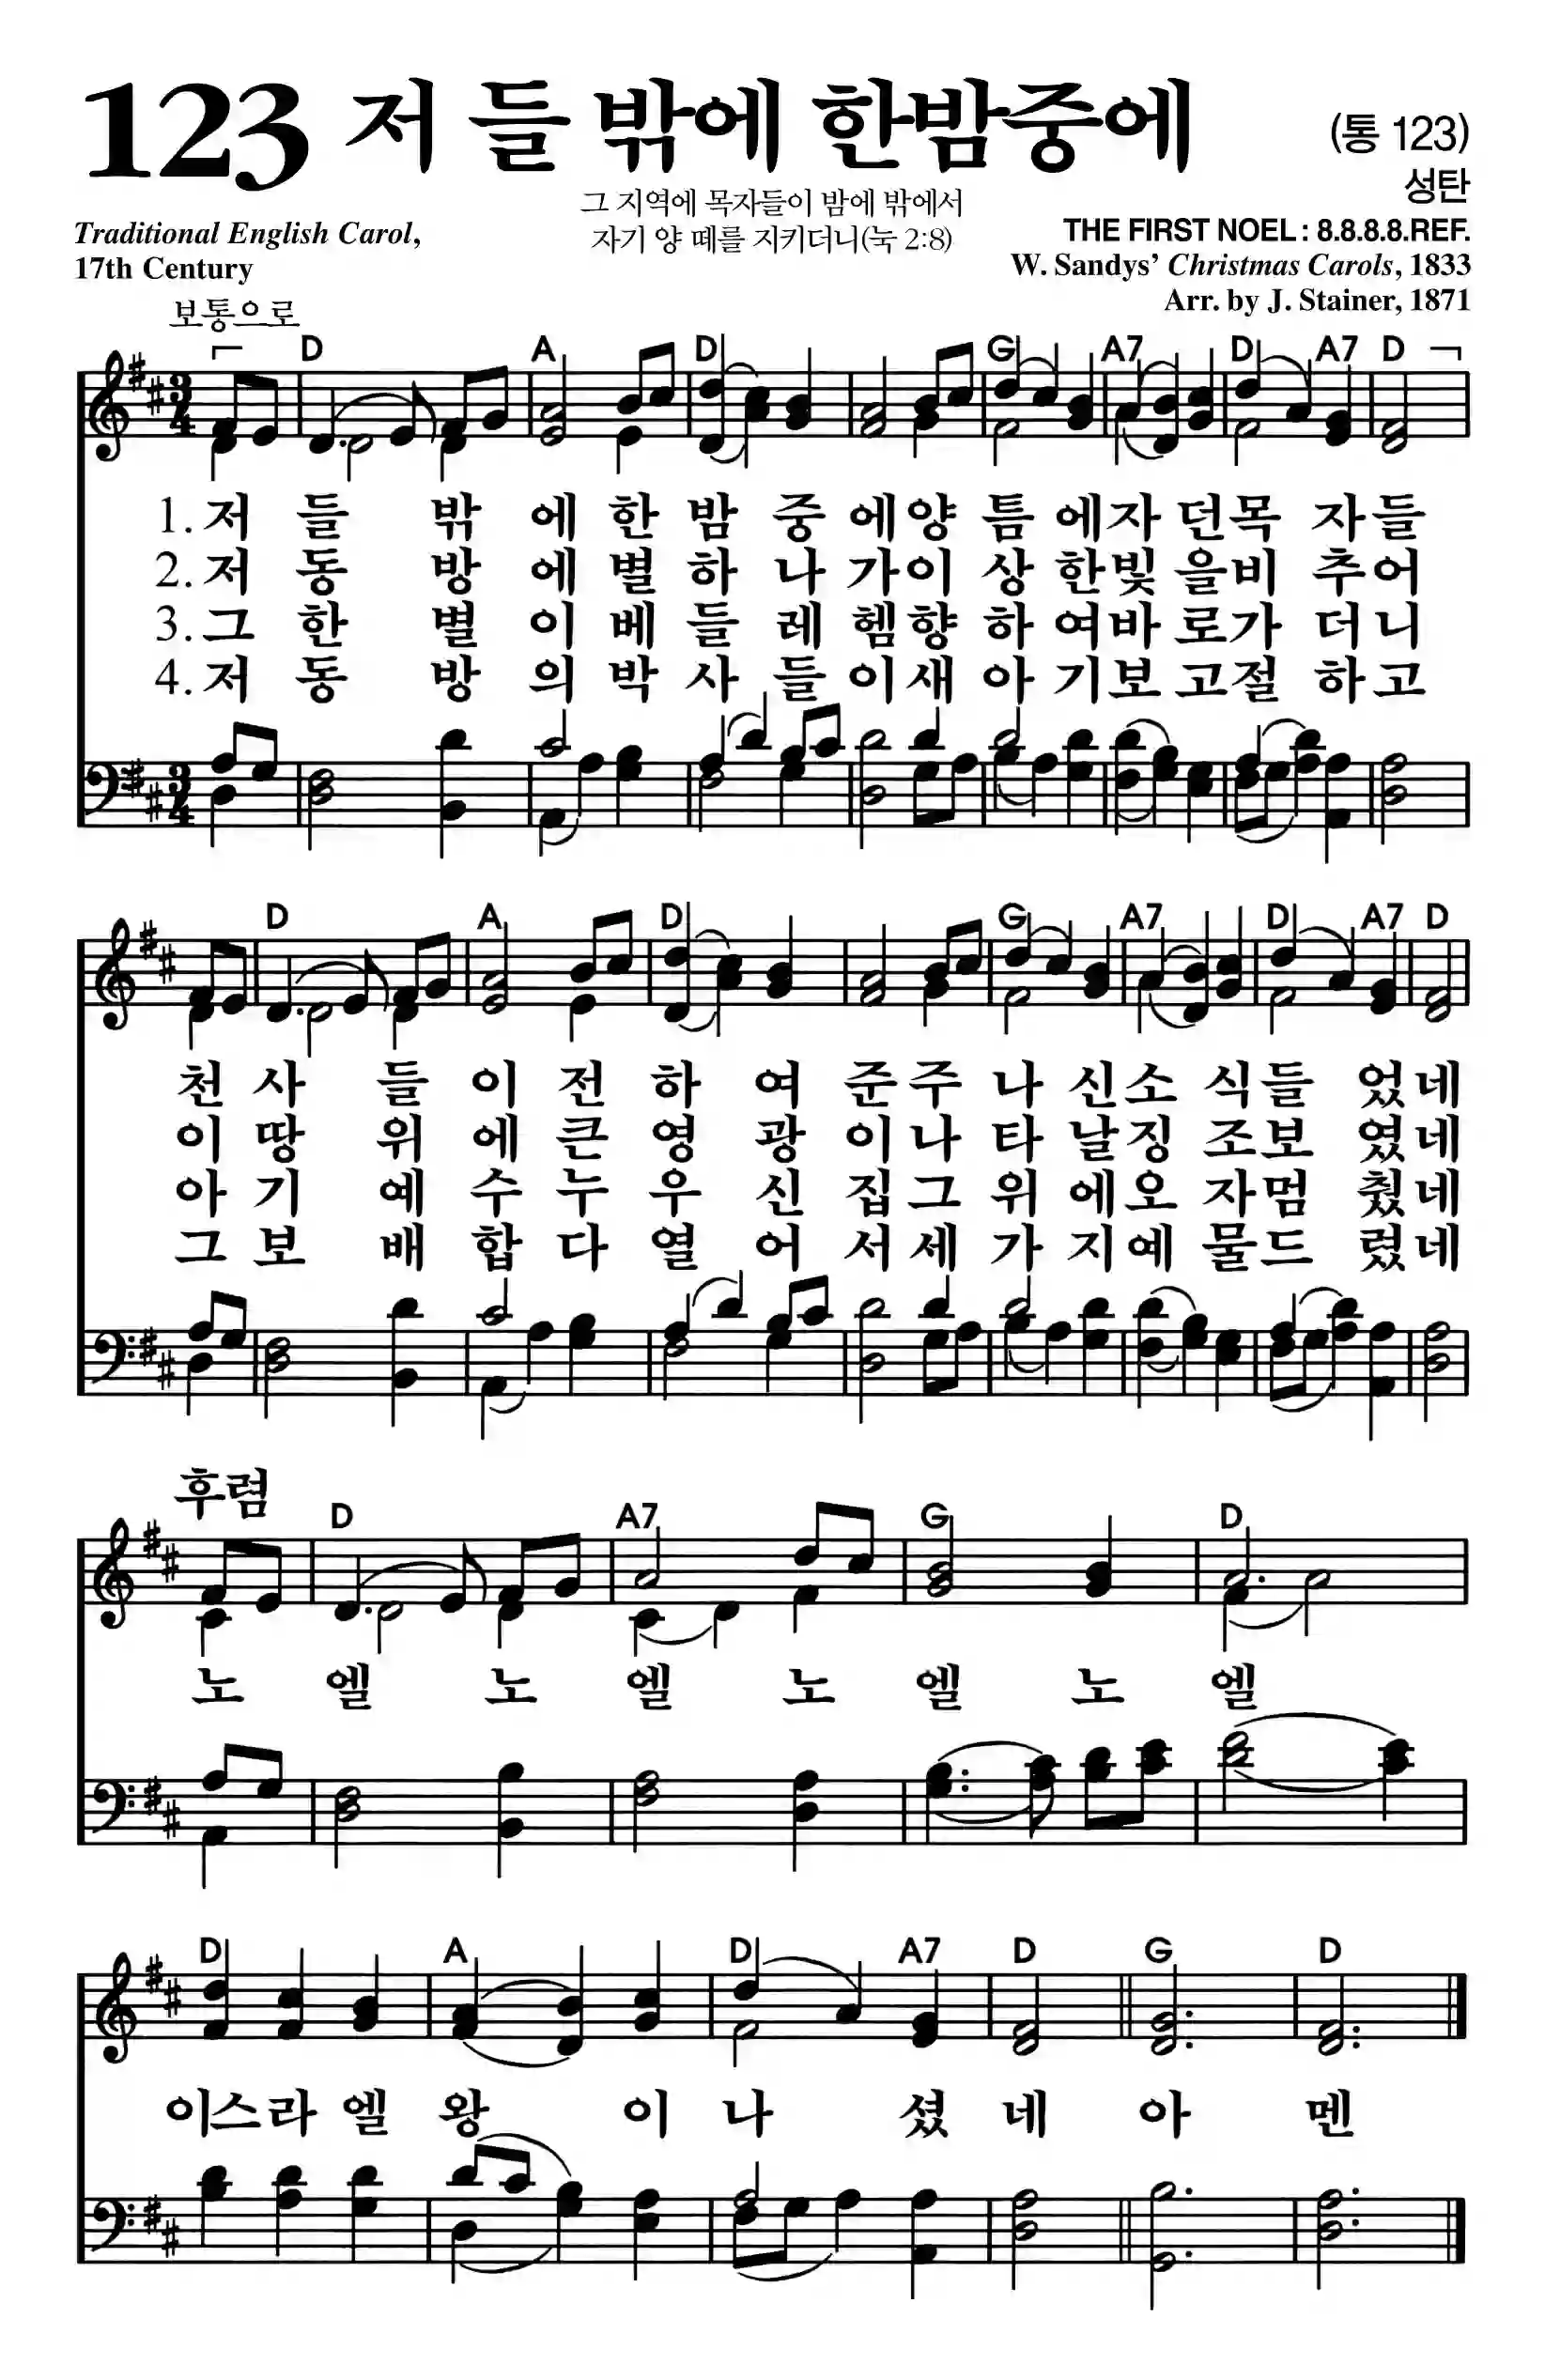 123 저 들 밖에 한밤중에 (통 123)
성탄
그 지역에 목자들이 밤에 밖에서
자기 양 떼를 지키더니(눅 2:8)
Traditional English Carol,
17th Century
THE FIRST NOEL : 8.8.8.8.REF.
W. Sandys’ Christmas Carols, 1833
Arr. by J. Stainer, 1871
보통으로
D A D G A7 D A7 D
1. 저 들 밖 에 한 밤 중 에 양 틈 에 자 던 목 자 들
2. 저 동 방 에 별 하 나 가 이 상 한 빛 을 비 추 어
3. 그 한 별 이 베 들 레 헴 향 하 여 바 로 가 더 니
4. 저 동 방 의 박 사 들 이 새 아 기 보 고 절 하 고
D A D G A7 D A7 D
천 사 들 이 전 하 여 준 주 나 신 소 식 들 었 네
이 땅 위 에 큰 영 광 이 나 타 날 징 조 보 였 네
아 기 예 수 누 우 신 집 그 위 에 오 자 멈 췄 네
그 보 배 합 다 열 어 서 세 가 지 예 물 드 렸 네
후렴
D A7 G D
노 엘 노 엘 노 엘 노 엘
D A D A7 D G D
이스라 엘 왕 이 나 셨 네 아 멘